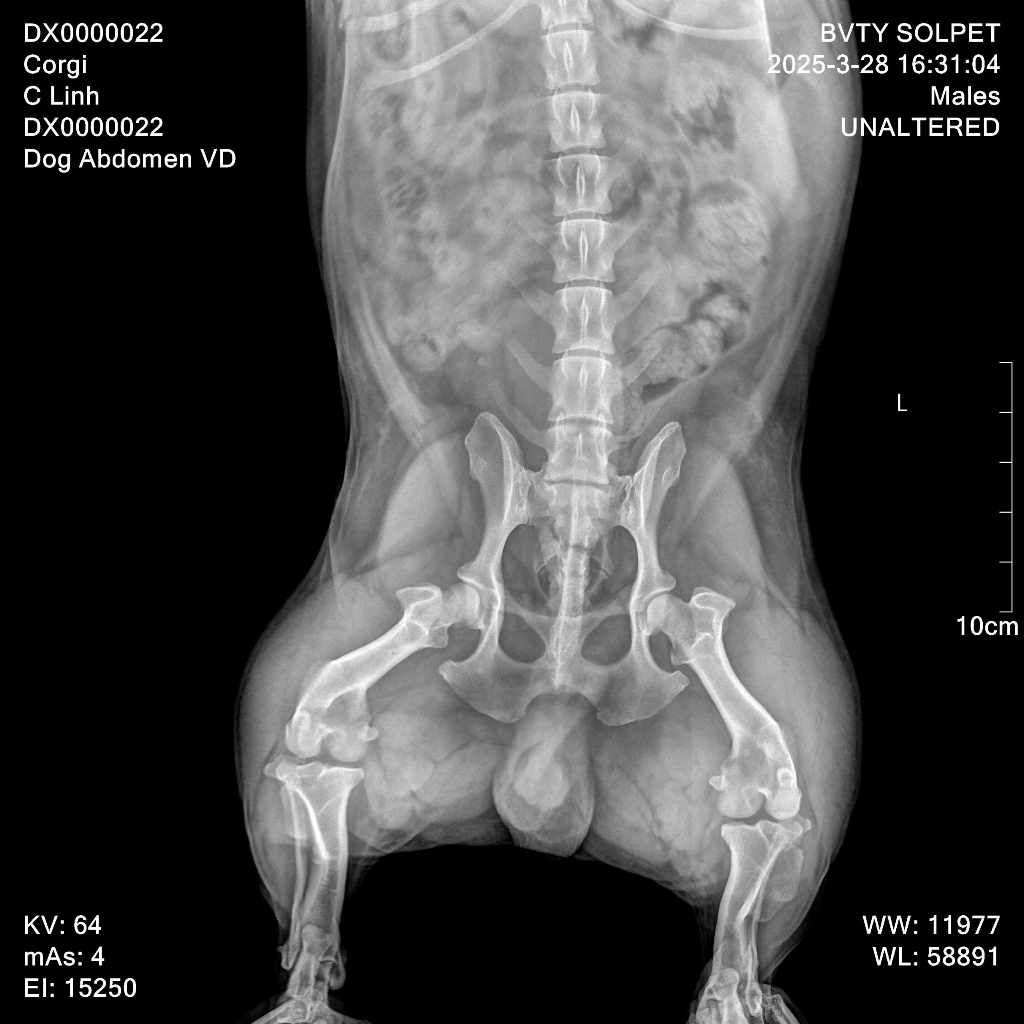 DX0000022
Corgi
C Linh
DX0000022
Dog Abdomen VD
BVTY SOLPET
2025-3-28 16:31:04
Males
UNALTERED
L
10cm
KV: 64
mAs: 4
EI: 15250
WW: 11977
WL: 58891